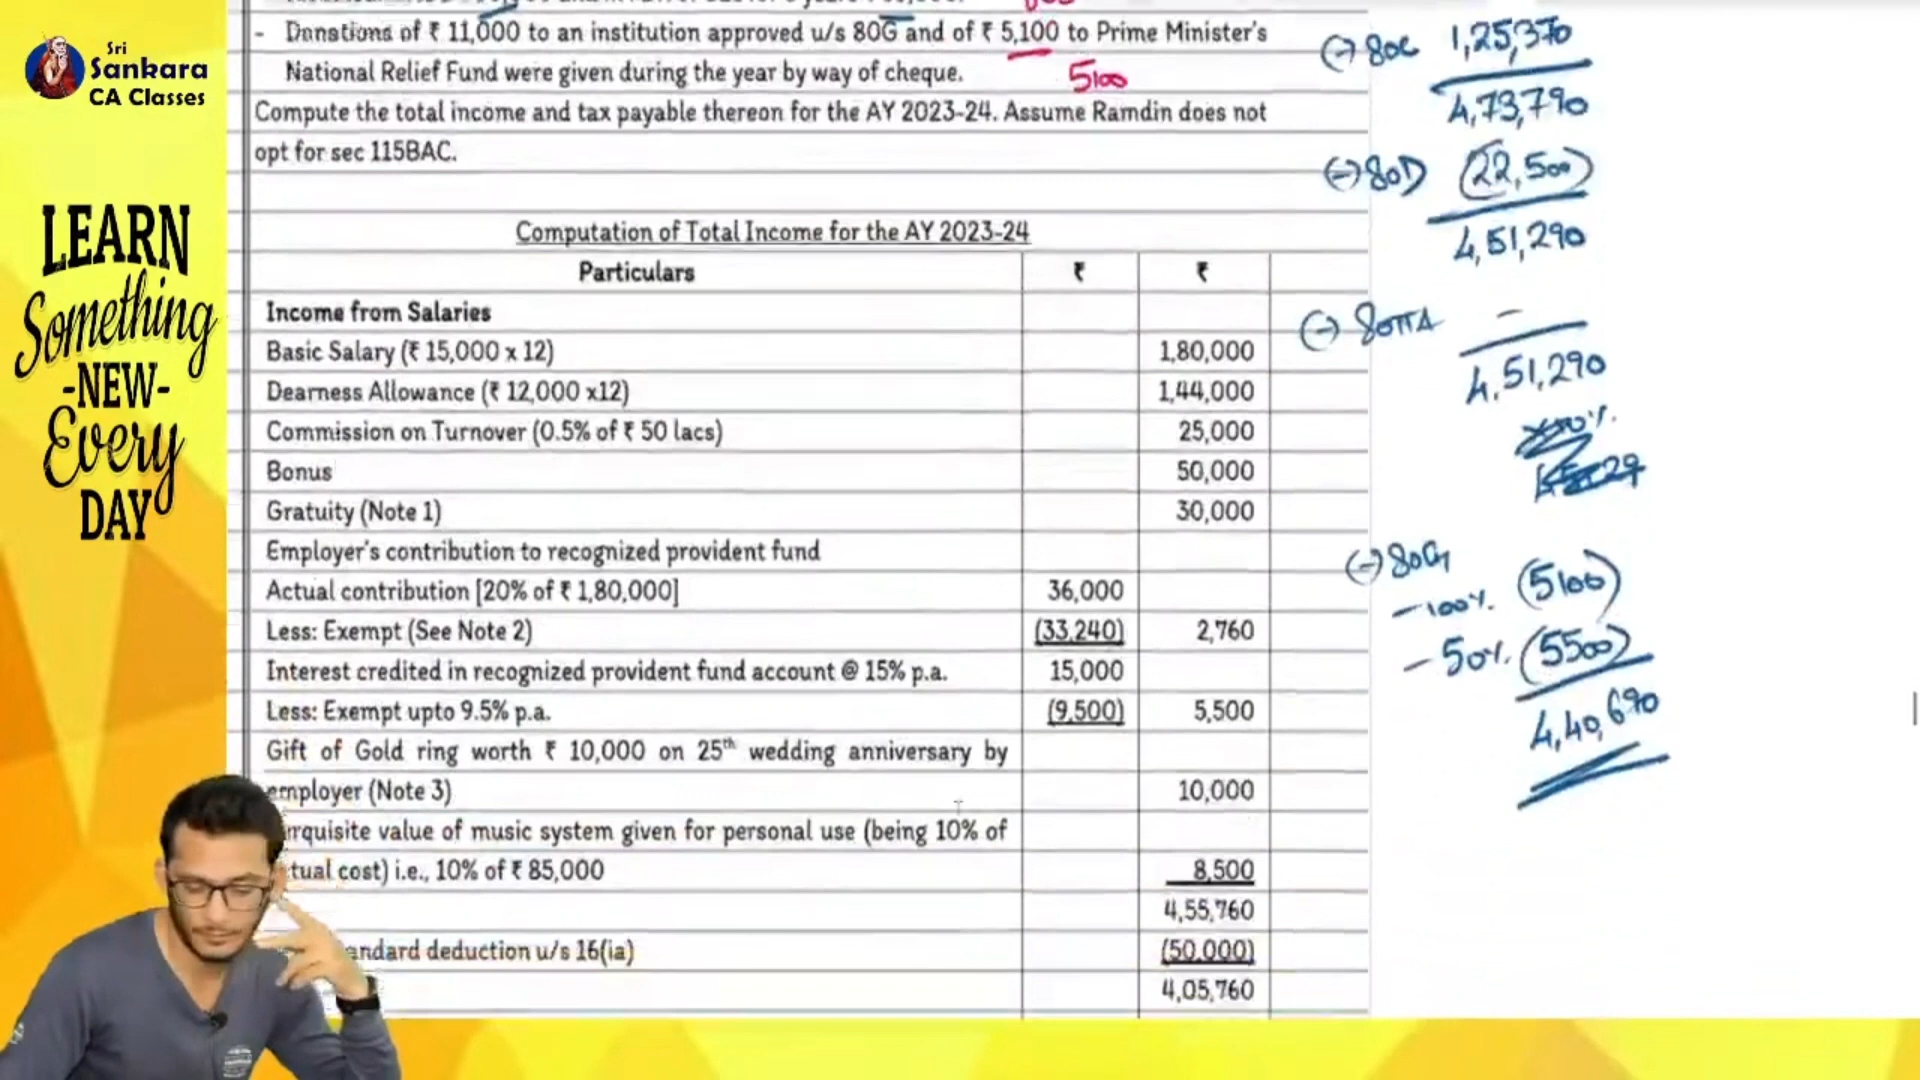 Sri
Sankara
CA Classes
LEARN
Something
-NEW-
Every
DAY
- Donations of ₹ 11,000 to an institution approved u/s 80G and of ₹ 5,100 to Prime Minister's
National Relief Fund were given during the year by way of cheque.
5100
Compute the total income and tax payable thereon for the AY 2023-24. Assume Ramdin does not
opt for sec 115BAC.
Computation of Total Income for the AY 2023-24
Particulars ₹ ₹
Income from Salaries
Basic Salary (₹ 15,000 x 12) 1,80,000
Dearness Allowance (₹ 12,000 x12) 1,44,000
Commission on Turnover (0.5% of ₹ 50 lacs) 25,000
Bonus 50,000
Gratuity (Note 1) 30,000
Employer's contribution to recognized provident fund
Actual contribution [20% of ₹ 1,80,000] 36,000
Less: Exempt (See Note 2) (33,240) 2,760
Interest credited in recognized provident fund account @ 15% p.a. 15,000
Less: Exempt upto 9.5% p.a. (9,500) 5,500
Gift of Gold ring worth ₹ 10,000 on 25th wedding anniversary by
employer (Note 3) 10,000
rquisite value of music system given for personal use (being 10% of
tual cost) i.e., 10% of ₹ 85,000 8,500
4,55,760
andard deduction u/s 16(ia) (50,000)
4,05,760
(-) 80C 1,25,370
4,73,790
(-) 80D (22,500)
4,51,290
(-) 80TTA -
4,51,290
(-) 80G
- 100%. (5100)
- 50%. (5500)
4,40,690